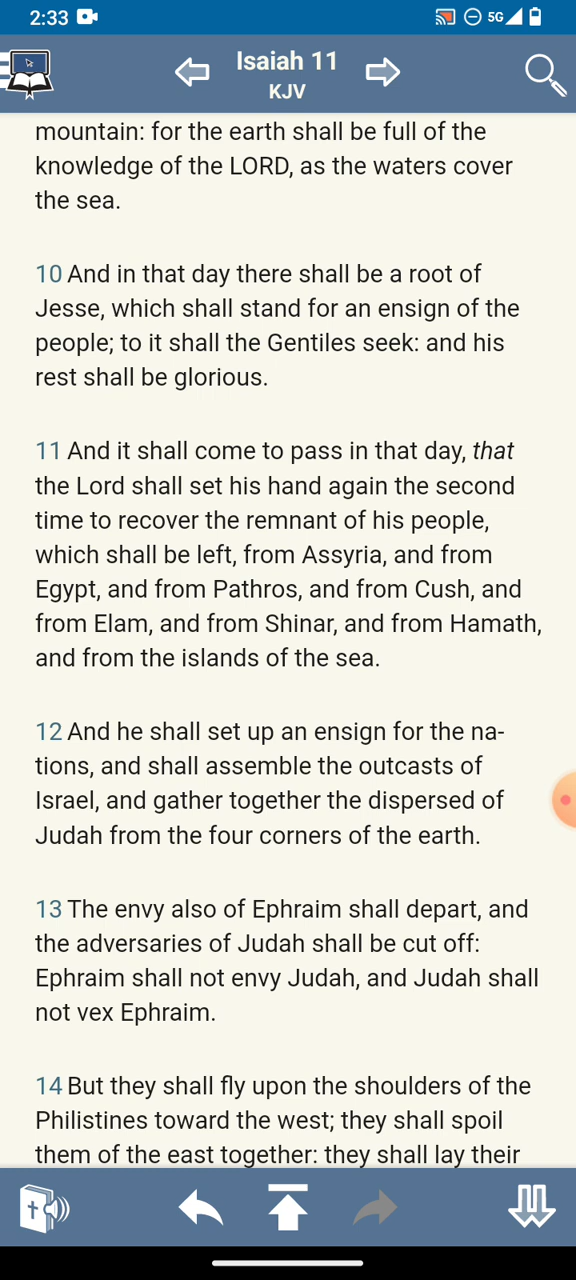 2:33
5G
Isaiah 11
KJV
mountain: for the earth shall be full of the
knowledge of the LORD, as the waters cover
the sea.
10 And in that day there shall be a root of
Jesse, which shall stand for an ensign of the
people; to it shall the Gentiles seek: and his
rest shall be glorious.
11 And it shall come to pass in that day, that
the Lord shall set his hand again the second
time to recover the remnant of his people,
which shall be left, from Assyria, and from
Egypt, and from Pathros, and from Cush, and
from Elam, and from Shinar, and from Hamath,
and from the islands of the sea.
12 And he shall set up an ensign for the na-
tions, and shall assemble the outcasts of
Israel, and gather together the dispersed of
Judah from the four corners of the earth.
13 The envy also of Ephraim shall depart, and
the adversaries of Judah shall be cut off:
Ephraim shall not envy Judah, and Judah shall
not vex Ephraim.
14 But they shall fly upon the shoulders of the
Philistines toward the west; they shall spoil
them of the east together: they shall lay their